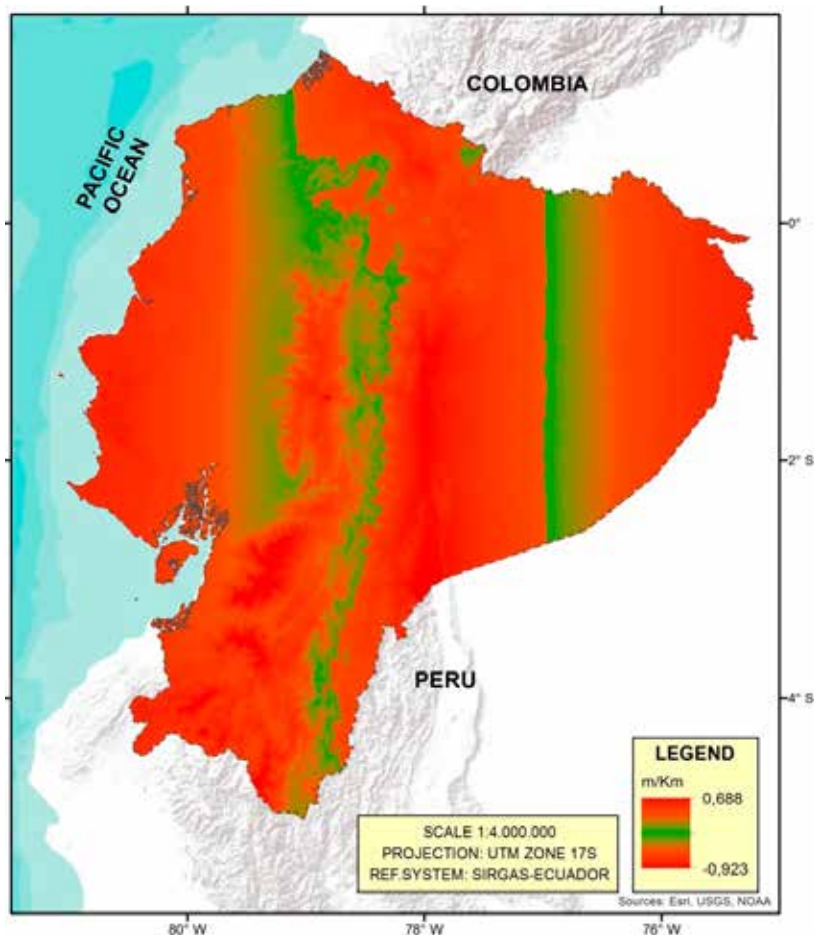 COLOMBIA
PACIFIC
OCEAN
0°
2° S
PERU
4° S
LEGEND
m/Km
0,688
-0,923
SCALE 1:4.000.000
PROJECTION: UTM ZONE 17S
REF.SYSTEM: SIRGAS-ECUADOR
Sources: Esri, USGS, NOAA
80° W
78° W
76° W